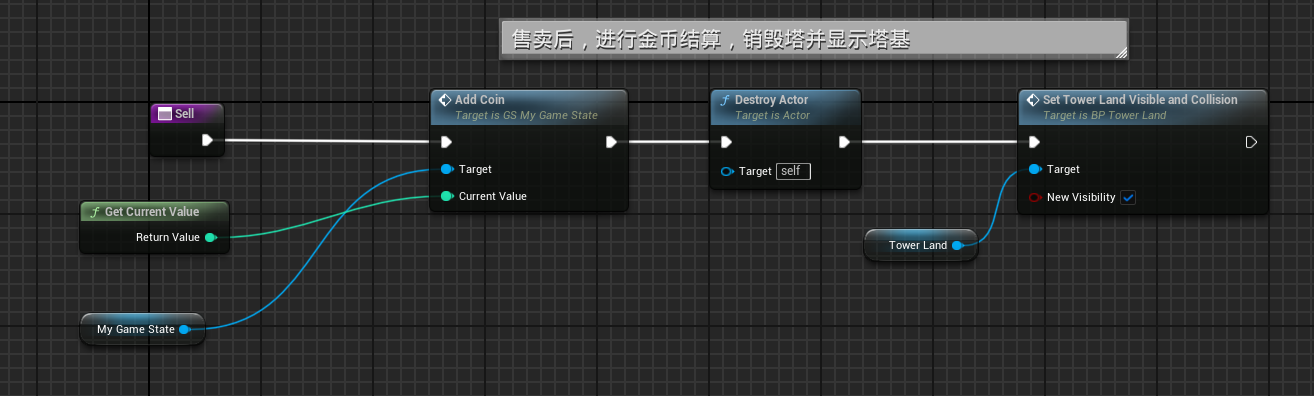 售卖后，进行金币结算，销毁塔并显示塔基
Sell
Add Coin
Target is GS My Game State
Target
Current Value
Destroy Actor
Target is Actor
Target self
Set Tower Land Visible and Collision
Target is BP Tower Land
Target
New Visibility
Get Current Value
Return Value
Tower Land
My Game State